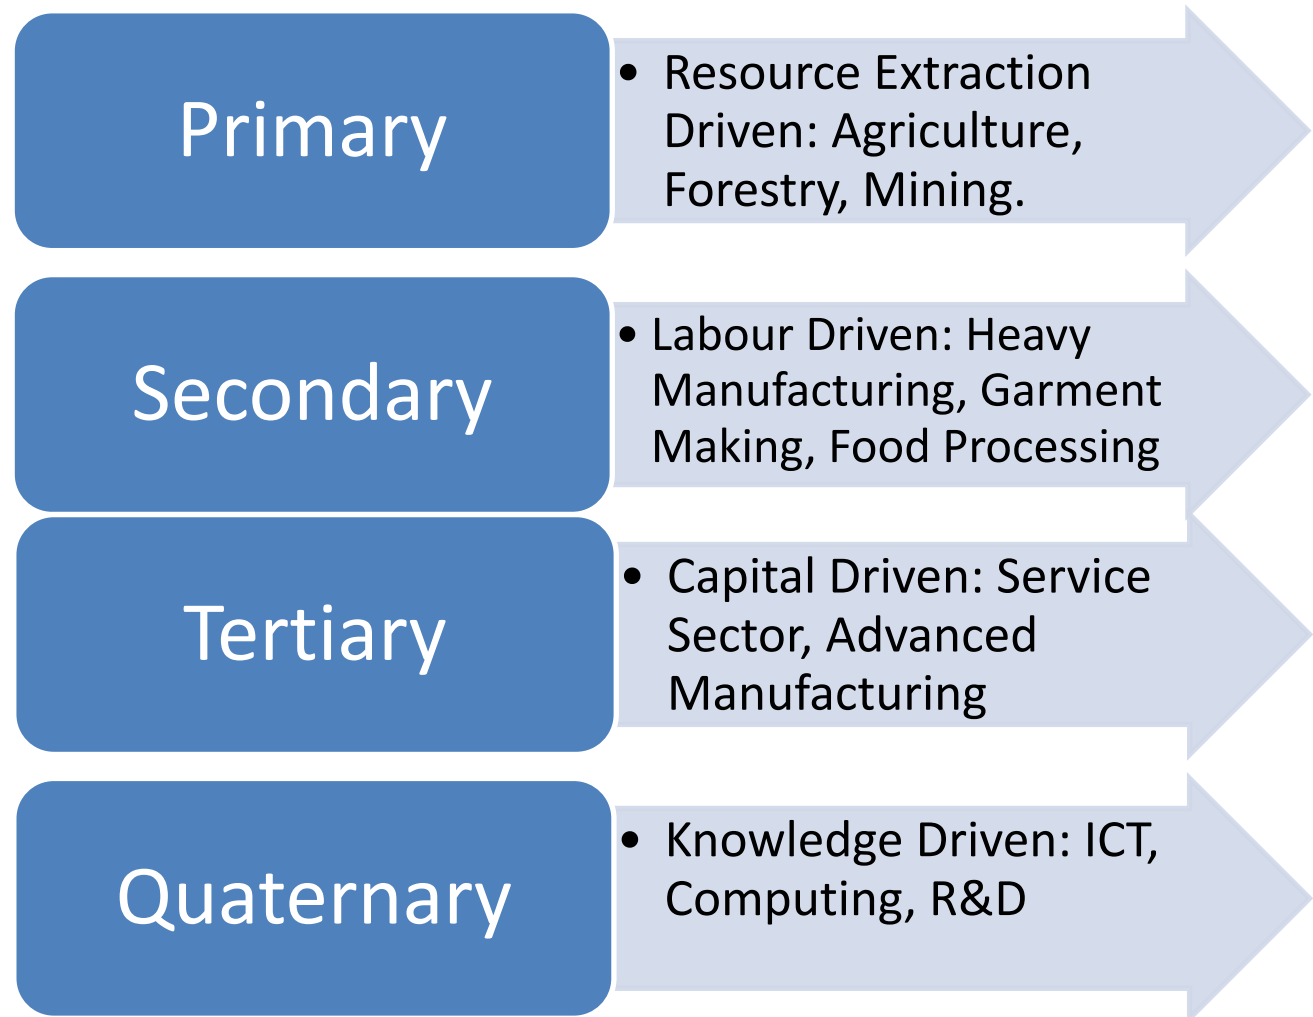 Primary
• Resource Extraction
Driven: Agriculture,
Forestry, Mining.
Secondary
• Labour Driven: Heavy
Manufacturing, Garment
Making, Food Processing
Tertiary
• Capital Driven: Service
Sector, Advanced
Manufacturing
Quaternary
• Knowledge Driven: ICT,
Computing, R&D